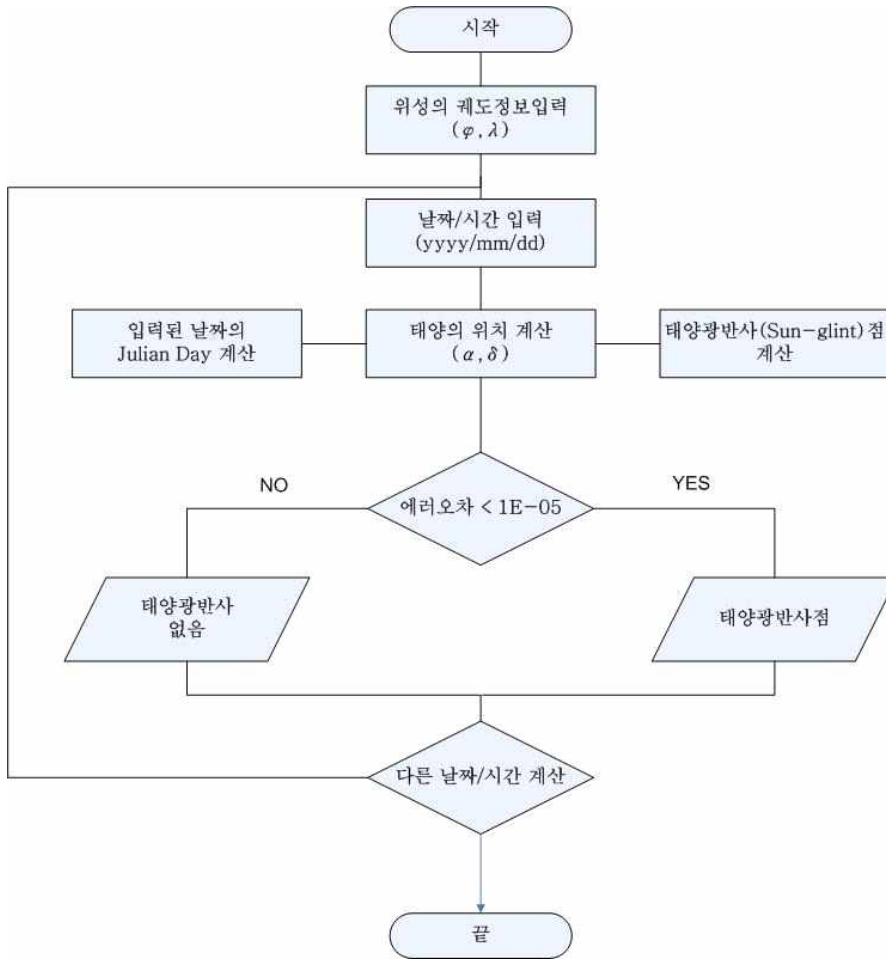 시작
위성의 궤도정보입력
(φ, λ)
날짜/시간 입력
(yyyy/mm/dd)
입력된 날짜의
Julian Day 계산
태양의 위치 계산
(α, δ)
태양광반사(Sun-glint)점
계산
NO
에러오차 < 1E-05
YES
태양광반사
없음
태양광반사점
다른 날짜/시간 계산
끝